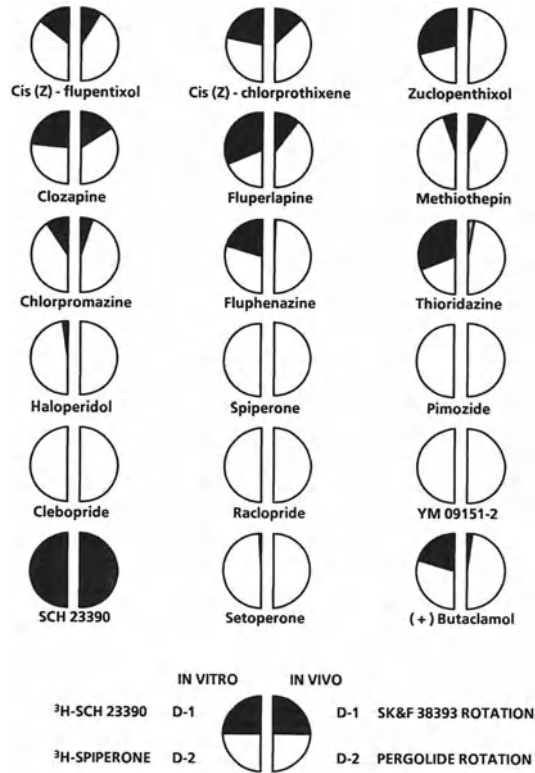 Cis (Z) - flupentixol Cis (Z) - chlorprothixene Zuclopenthixol
Clozapine Fluperlapine Methiothepin
Chlorpromazine Fluphenazine Thioridazine
Haloperidol Spiperone Pimozide
Clebopride Raclopride YM 09151-2
SCH 23390 Setoperone (+) Butaclamol
IN VITRO IN VIVO
³H-SCH 23390 D-1 D-1 SK&F 38393 ROTATION
³H-SPIPERONE D-2 D-2 PERGOLIDE ROTATION